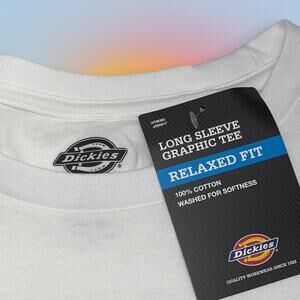 Dickies
LONG SLEEVE
GRAPHIC TEE
RELAXED FIT
100% COTTON
WASHED FOR SOFTNESS
Dickies
QUALITY WORKWEAR SINCE 1922